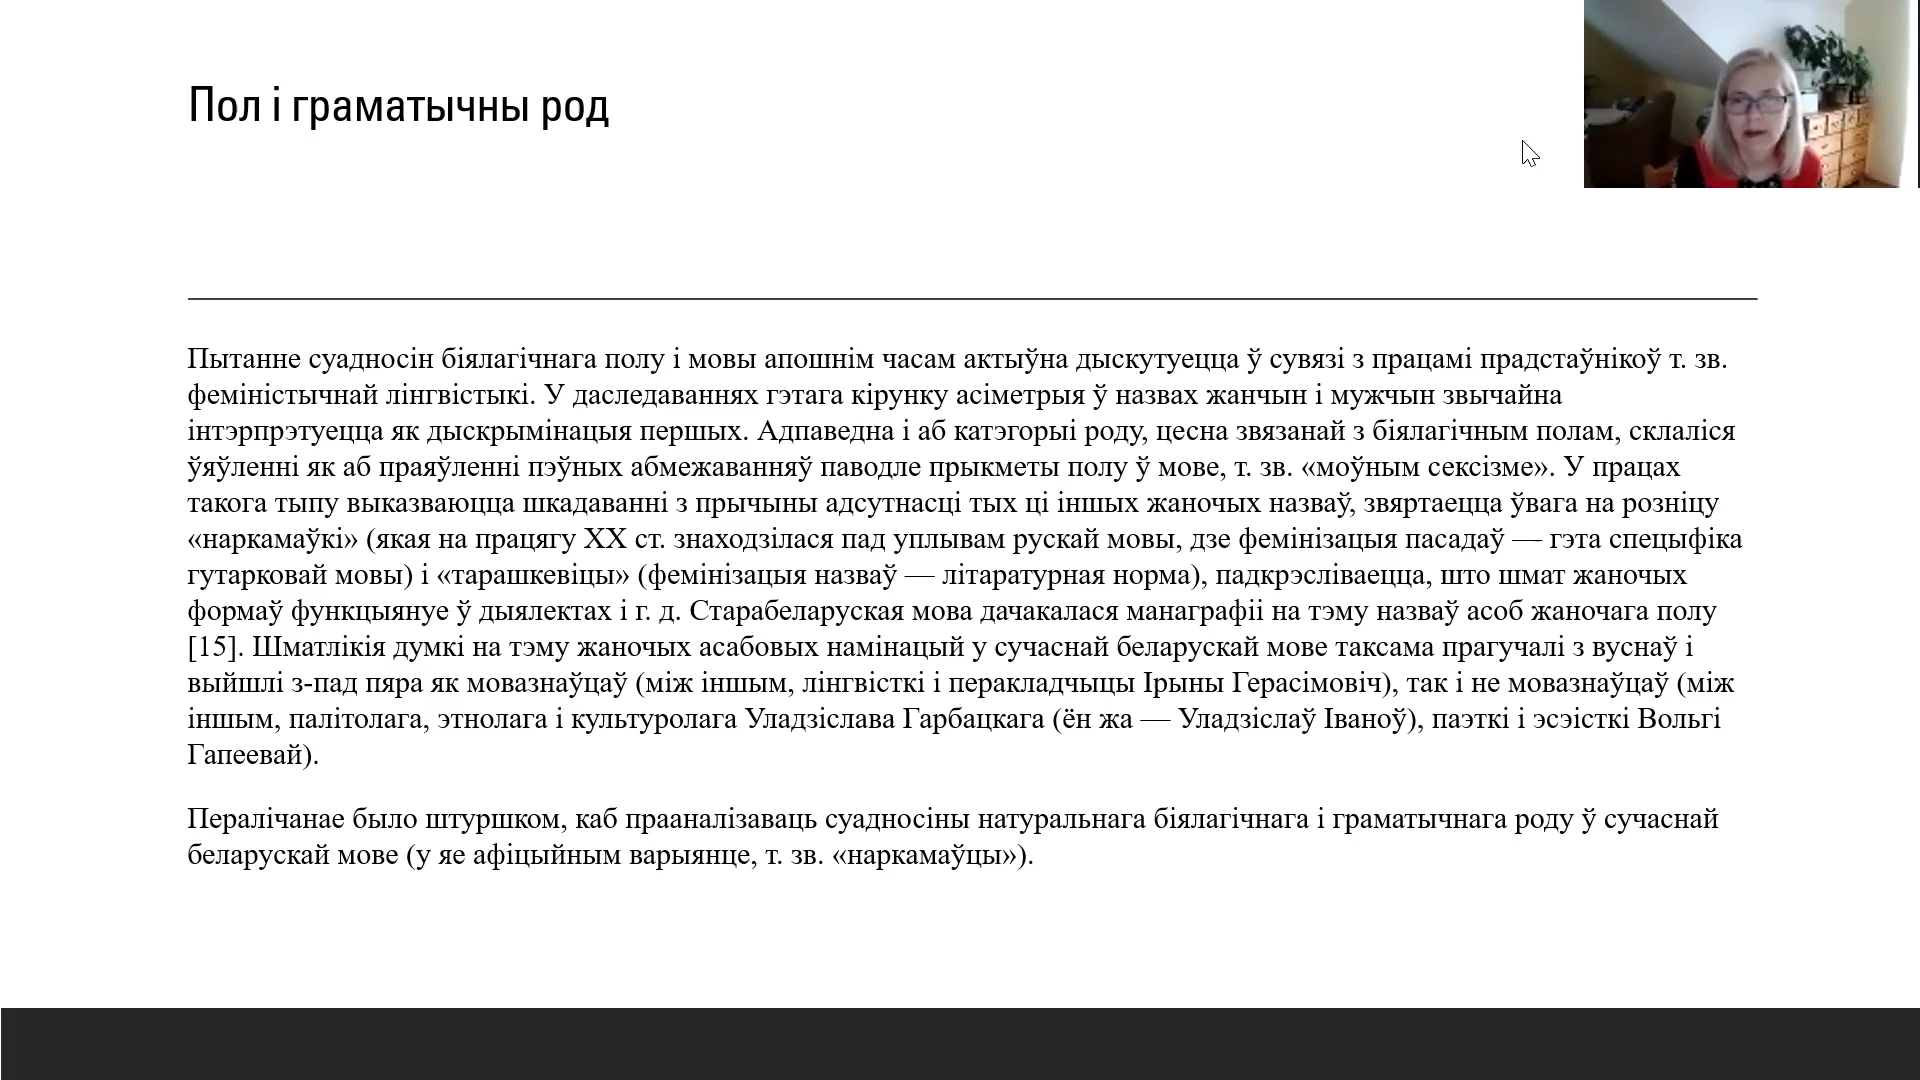 Пол і граматычны род
Пытанне суадносін біялагічнага полу і мовы апошнім часам актыўна дыскутуецца ў сувязі з працамі прадстаўнікоў т. зв.
феміністычнай лінгвістыкі. У даследаваннях гэтага кірунку асіметрыя ў назвах жанчын і мужчын звычайна
інтэрпрэтуецца як дыскрымінацыя першых. Адпаведна і аб катэгорыі роду, цесна звязанай з біялагічным полам, склаліся
ўяўленні як аб праяўленні пэўных абмежаванняў паводле прыкметы полу ў мове, т. зв. «моўным сексізме». У працах
такога тыпу выказваюцца шкадаванні з прычыны адсутнасці тых ці іншых жаночых назваў, звяртаецца ўвага на розніцу
«наркамаўкі» (якая на працягу XX ст. знаходзілася пад уплывам рускай мовы, дзе фемінізацыя пасадаў — гэта спецыфіка
гутарковай мовы) і «тарашкевіцы» (фемінізацыя назваў — літаратурная норма), падкрэсліваецца, што шмат жаночых
формаў функцыянуе ў дыялектах і г. д. Старабеларуская мова дачакалася манаграфіі на тэму назваў асоб жаночага полу
[15]. Шматлікія думкі на тэму жаночых асабовых намінацый у сучаснай беларускай мове таксама прагучалі з вуснаў і
выйшлі з-пад пяра як мовазнаўцаў (між іншым, лінгвісткі і перакладчыцы Ірыны Герасімовіч), так і не мовазнаўцаў (між
іншым, палітолага, этнолага і культуролага Уладзіслава Гарбацкага (ён жа — Уладзіслаў Іваноў), паэткі і эсэісткі Вольгі
Гапеевай).
Пералічанае было штуршком, каб прааналізаваць суадносіны натуральнага біялагічнага і граматычнага роду ў сучаснай
беларускай мове (у яе афіцыйным варыянце, т. зв. «наркамаўцы»).